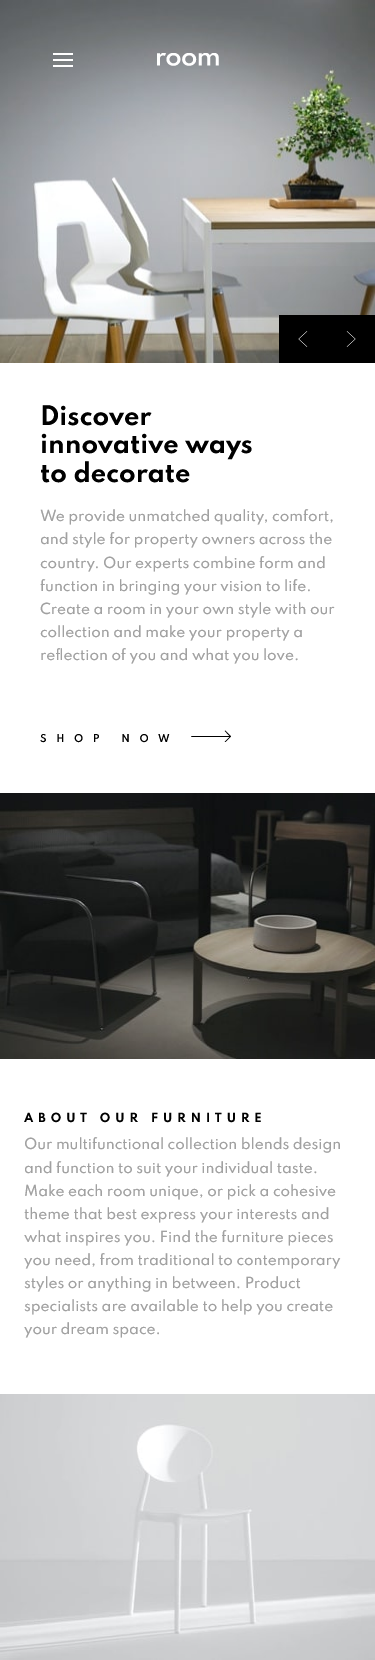 room
Discover
innovative ways
to decorate
We provide unmatched quality, comfort,
and style for property owners across the
country. Our experts combine form and
function in bringing your vision to life.
Create a room in your own style with our
collection and make your property a
reflection of you and what you love.
SHOP NOW
ABOUT OUR FURNITURE
Our multifunctional collection blends design
and function to suit your individual taste.
Make each room unique, or pick a cohesive
theme that best express your interests and
what inspires you. Find the furniture pieces
you need, from traditional to contemporary
styles or anything in between. Product
specialists are available to help you create
your dream space.